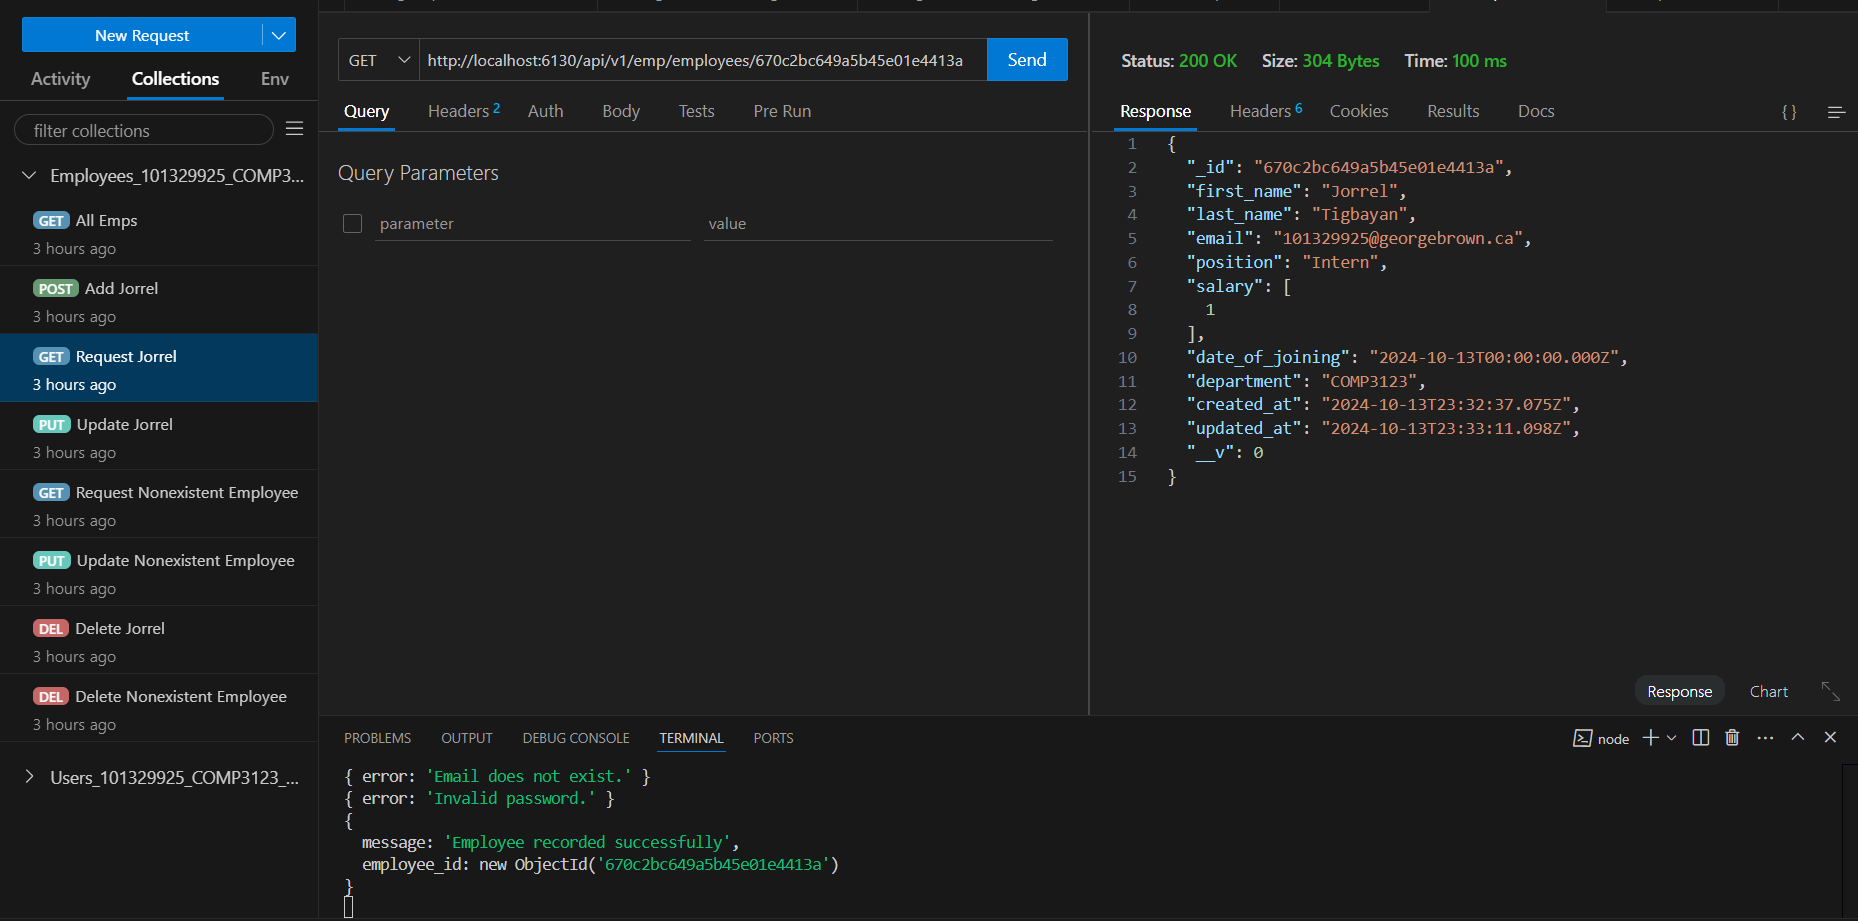 New Request
Activity Collections Env
filter collections
Employees_101329925_COMP3...
GET All Emps
3 hours ago
POST Add Jorrel
3 hours ago
GET Request Jorrel
3 hours ago
PUT Update Jorrel
3 hours ago
GET Request Nonexistent Employee
3 hours ago
PUT Update Nonexistent Employee
3 hours ago
DEL Delete Jorrel
3 hours ago
DEL Delete Nonexistent Employee
3 hours ago
Users_101329925_COMP3123_...
GET http://localhost:6130/api/v1/emp/employees/670c2bc649a5b45e01e4413a Send
Query Headers 2 Auth Body Tests Pre Run
Query Parameters
parameter value
Status: 200 OK Size: 304 Bytes Time: 100 ms
Response Headers 6 Cookies Results Docs {}
1 {
2 "_id": "670c2bc649a5b45e01e4413a",
3 "first_name": "Jorrel",
4 "last_name": "Tigbayan",
5 "email": "101329925@georgebrown.ca",
6 "position": "Intern",
7 "salary": [
8 1
9 ],
10 "date_of_joining": "2024-10-13T00:00:00.000Z",
11 "department": "COMP3123",
12 "created_at": "2024-10-13T23:32:37.075Z",
13 "updated_at": "2024-10-13T23:33:11.098Z",
14 "__v": 0
15 }
Response Chart
PROBLEMS OUTPUT DEBUG CONSOLE TERMINAL PORTS node
{ error: 'Email does not exist.' }
{ error: 'Invalid password.' }
{
message: 'Employee recorded successfully',
employee_id: new ObjectId('670c2bc649a5b45e01e4413a')
}